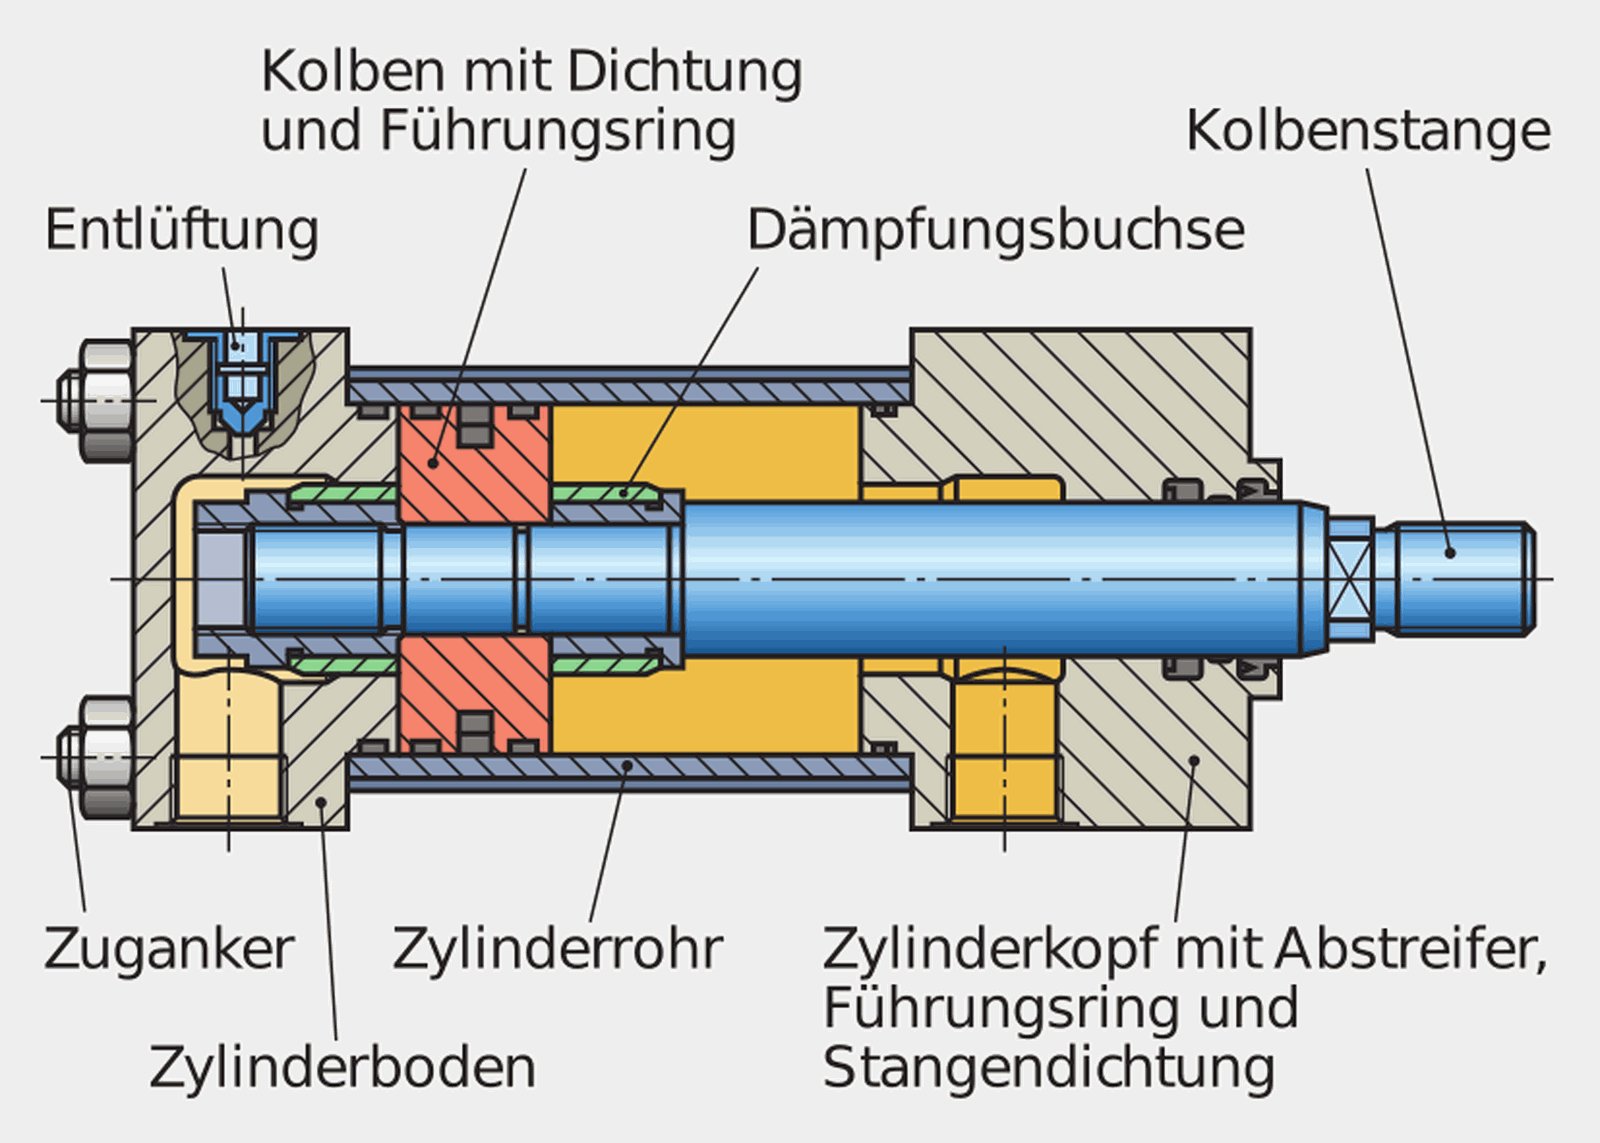 Kolben mit Dichtung
und Führungsring
Kolbenstange
Entlüftung
Dämpfungsbuchse
Zuganker
Zylinderrohr
Zylinderkopf mit Abstreifer,
Führungsring und
Stangendichtung
Zylinderboden